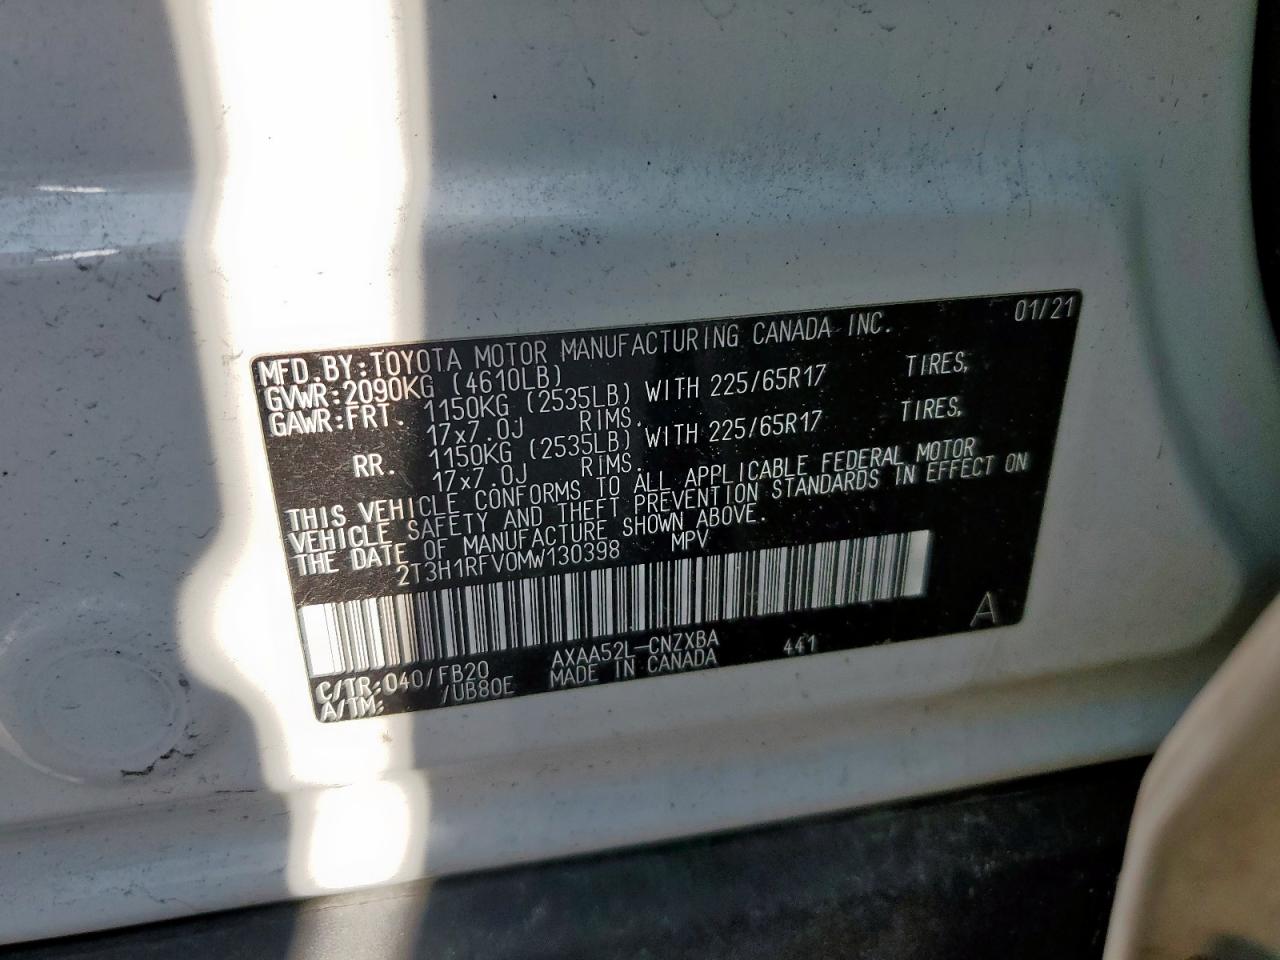 MFD. BY: TOYOTA MOTOR MANUFACTURING CANADA INC. 01/21
GVWR: 2090KG (4610LB)
GAWR: FRT. 1150KG (2535LB) WITH 225/65R17 TIRES,
17x7.0J RIMS.
RR. 1150KG (2535LB) WITH 225/65R17 TIRES,
17x7.0J RIMS.
THIS VEHICLE CONFORMS TO ALL APPLICABLE FEDERAL MOTOR
VEHICLE SAFETY AND THEFT PREVENTION STANDARDS IN EFFECT ON
THE DATE OF MANUFACTURE SHOWN ABOVE.
2T3H1RFV0MW130398 MPV
A
C/TR: 040/FB20 AXAA52L-CNZXBA 441
A/TM: /UB80E MADE IN CANADA